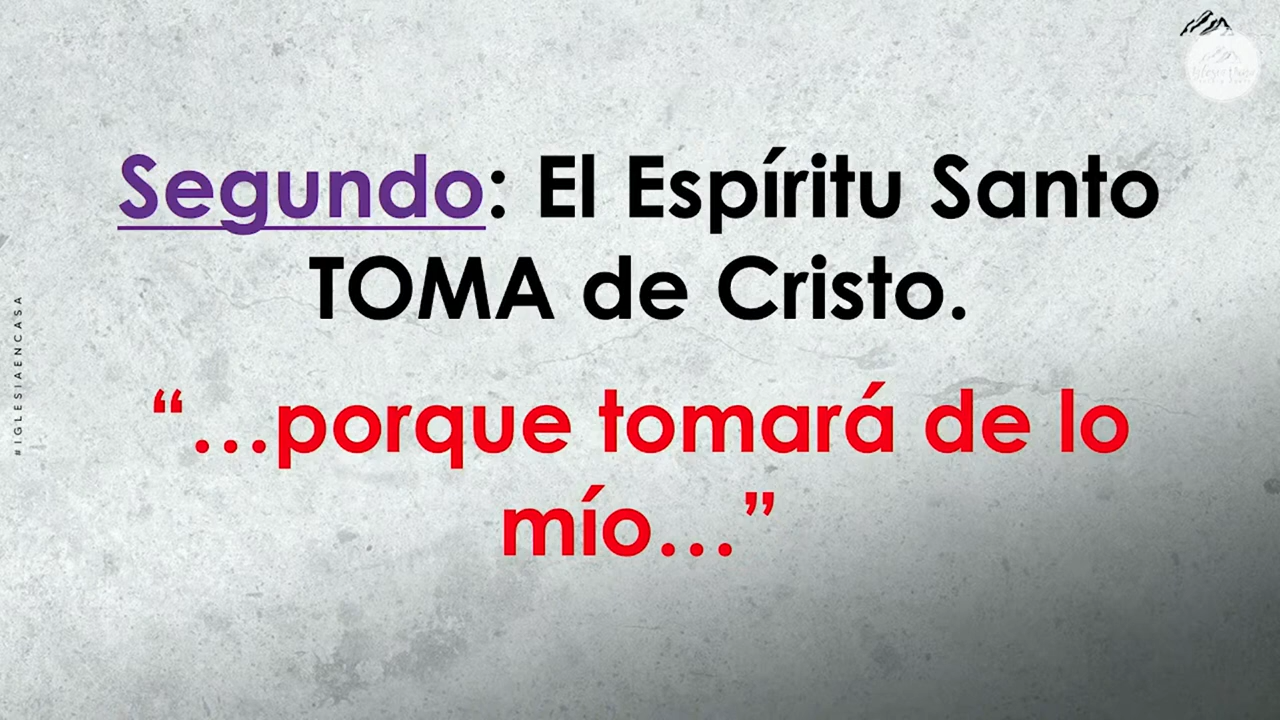 Segundo: El Espíritu Santo
TOMA de Cristo.
“…porque tomará de lo
mío…”
#IGLESIAENCASA